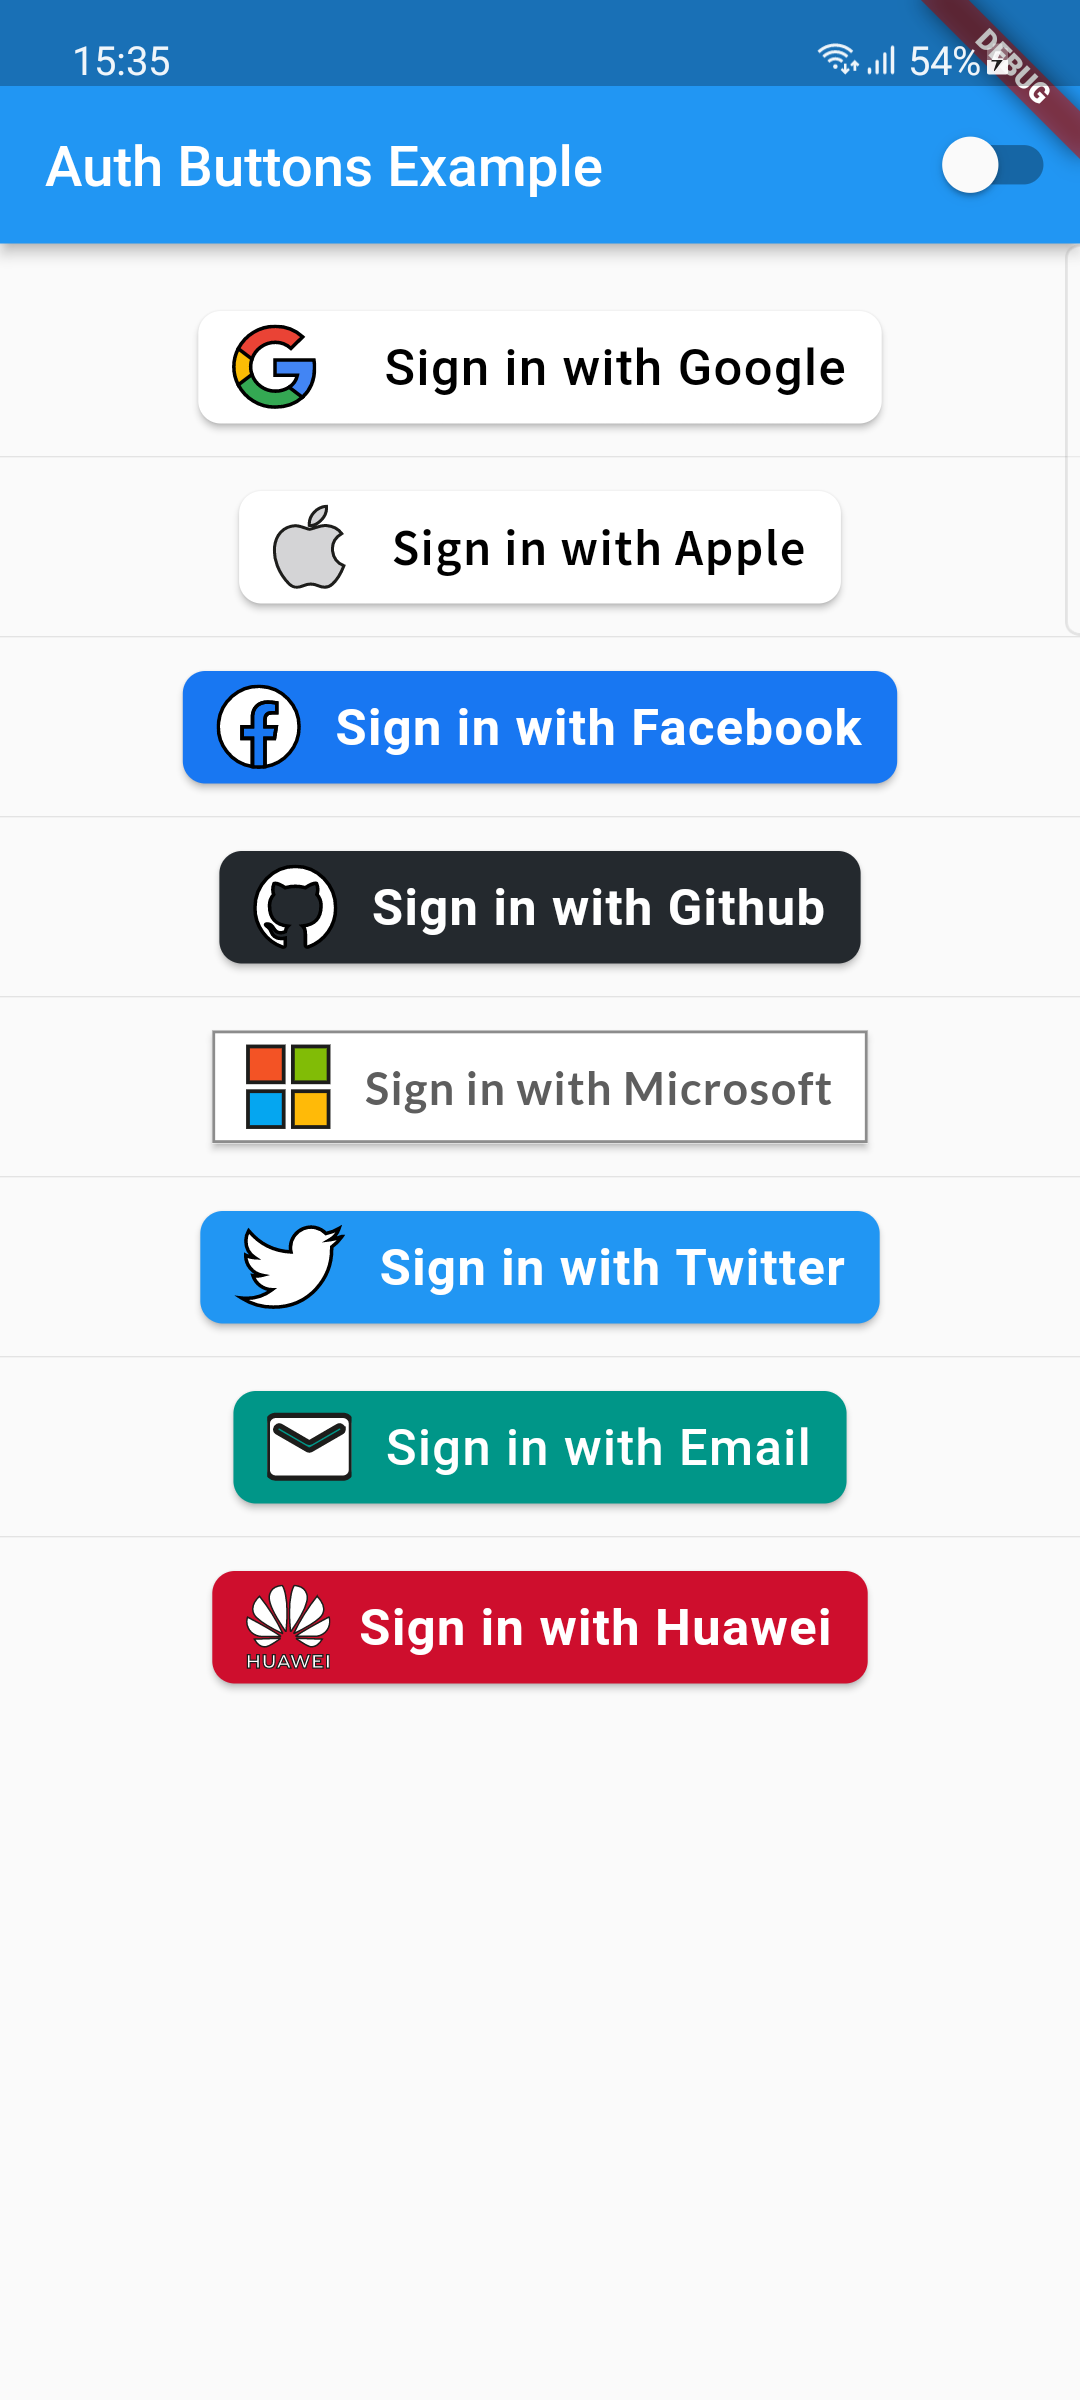 15:35
54%
DEBUG
Auth Buttons Example
Sign in with Google
Sign in with Apple
Sign in with Facebook
Sign in with Github
Sign in with Microsoft
Sign in with Twitter
Sign in with Email
HUAWEI
Sign in with Huawei